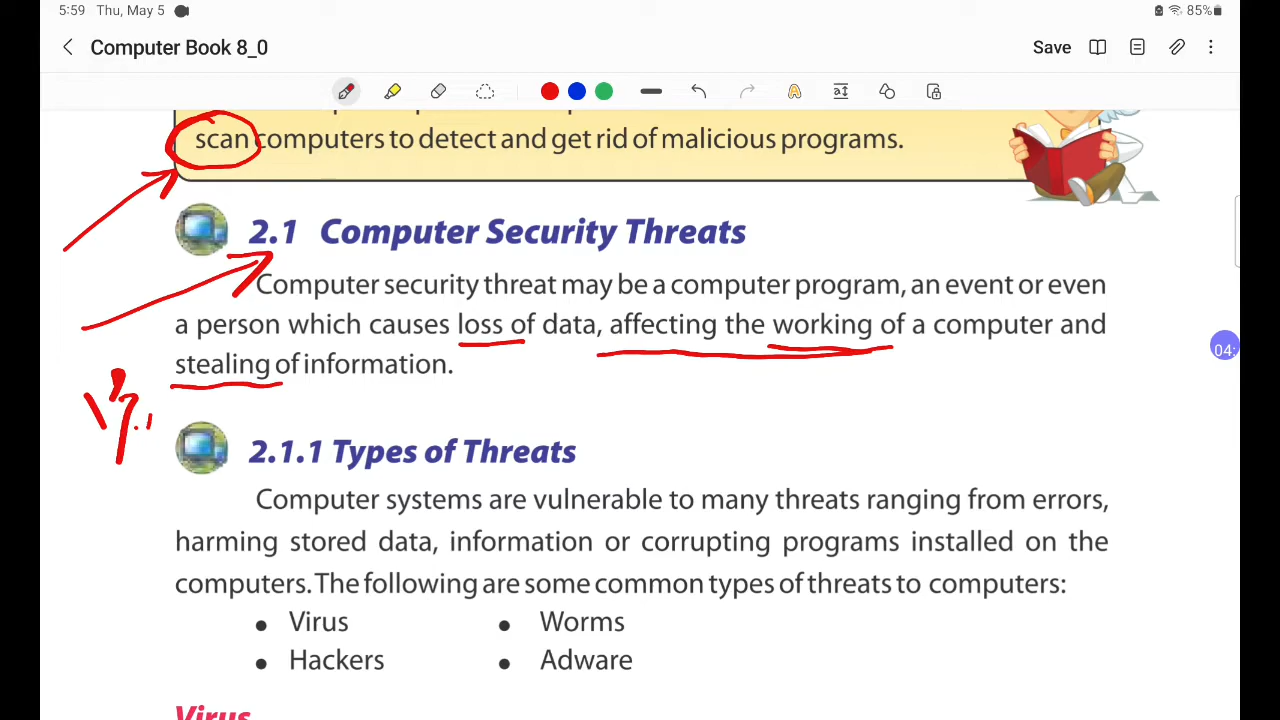 5:59 Thu, May 5 85%
Computer Book 8_0 Save
scan computers to detect and get rid of malicious programs.
2.1 Computer Security Threats
Computer security threat may be a computer program, an event or even
a person which causes loss of data, affecting the working of a computer and
stealing of information.
2.1.1 Types of Threats
Computer systems are vulnerable to many threats ranging from errors,
harming stored data, information or corrupting programs installed on the
computers. The following are some common types of threats to computers:
• Virus • Worms
• Hackers • Adware
Virus